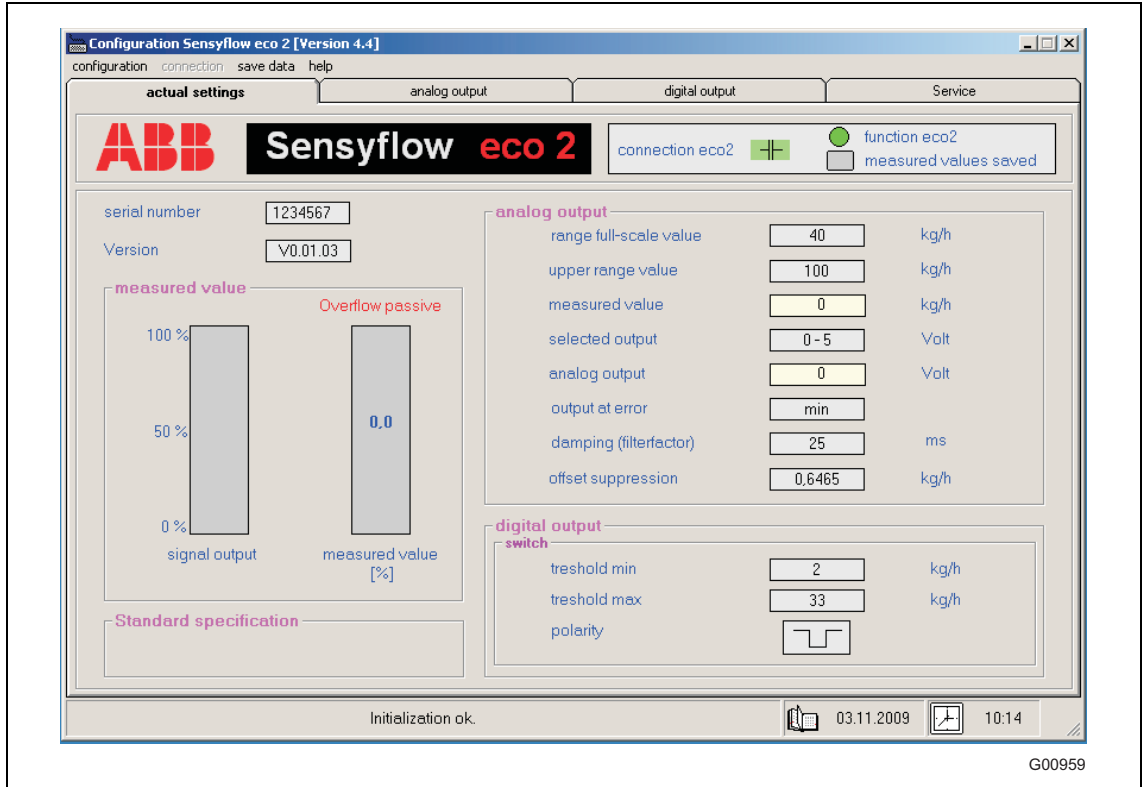 Configuration Sensyflow eco 2 [Version 4.4]
configuration connection save data help
actual settings analog output digital output Service
ABB Sensyflow eco 2 connection eco2 function eco2
measured values saved
serial number 1234567
Version V0.01.03
measured value
Overflow passive
100 %
50 %
0,0
0 %
signal output measured value
[%]
Standard specification
analog output
range full-scale value 40 kg/h
upper range value 100 kg/h
measured value 0 kg/h
selected output 0 - 5 Volt
analog output 0 Volt
output at error min
damping (filterfactor) 25 ms
offset suppression 0,6465 kg/h
digital output
switch
treshold min 2 kg/h
treshold max 33 kg/h
polarity
Initialization ok. 03.11.2009 10:14
G00959